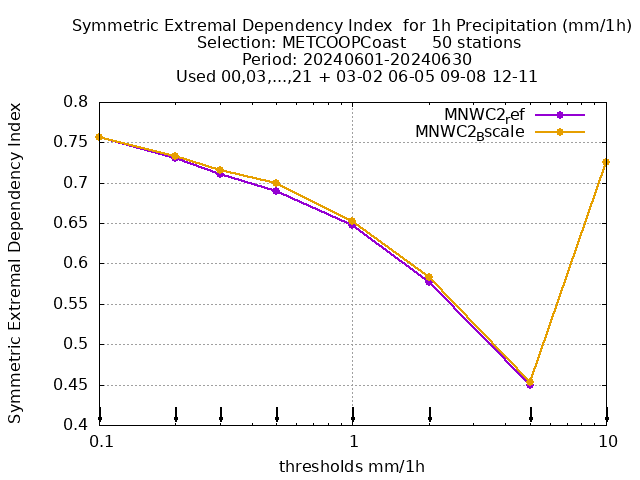 Symmetric Extremal Dependency Index  for 1h Precipitation (mm/1h)
Selection: METCOOPCoast     50 stations
Period: 20240601-20240630
Used 00,03,...,21 + 03-02 06-05 09-08 12-11
MNWC2ref
MNWC2Bscale
Symmetric Extremal Dependency Index
0.8
0.75
0.7
0.65
0.6
0.55
0.5
0.45
0.4
0.1 1 10
thresholds mm/1h